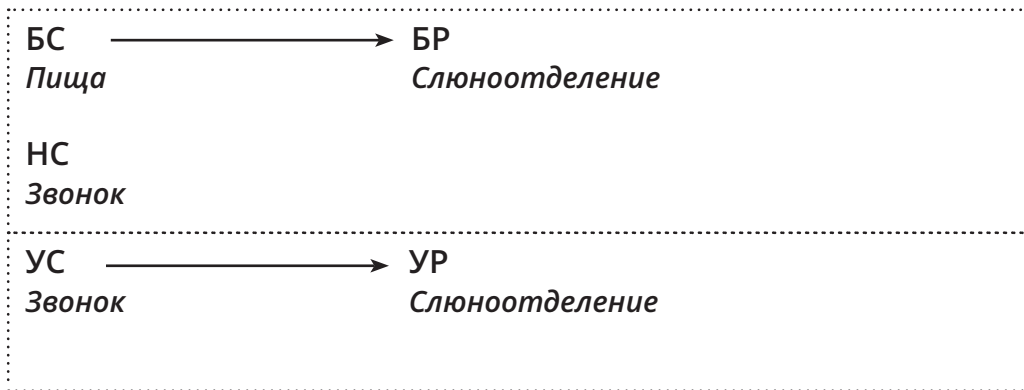 БС БР
Пища Слюноотделение
НС
Звонок
УС УР
Звонок Слюноотделение